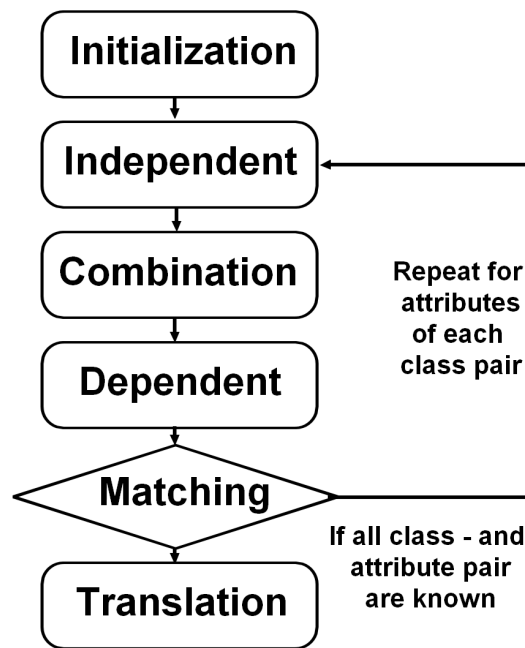 Initialization
Independent
Combination
Repeat for
attributes
of each
class pair
Dependent
Matching
If all class - and
attribute pair
are known
Translation